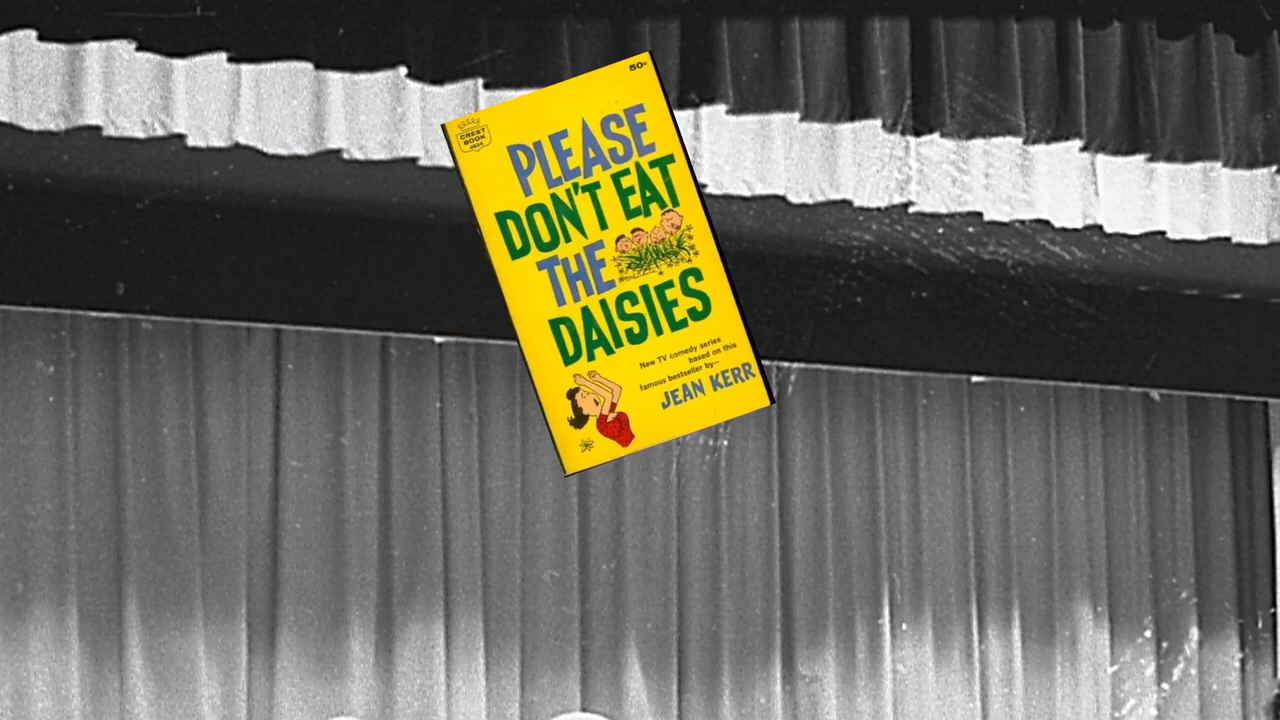 50¢
CREST
BOOK
PLEASE
DON'T EAT
THE
DAISIES
New TV comedy series
based on this
famous bestseller by—
JEAN KERR